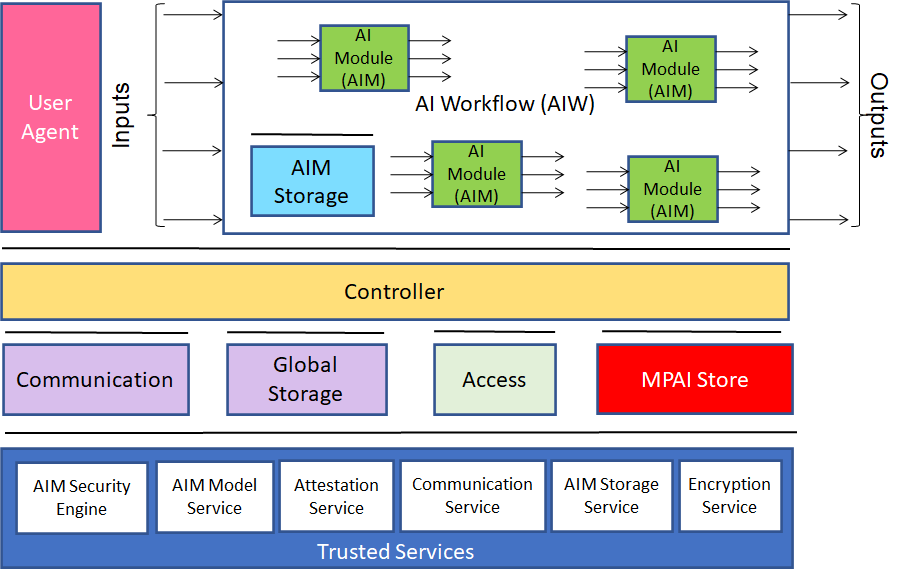 User
Agent
Inputs
AI
Module
(AIM)
AI
Module
(AIM)
AI Workflow (AIW)
AIM
Storage
AI
Module
(AIM)
AI
Module
(AIM)
Outputs
Controller
Communication
Global
Storage
Access
MPAI Store
AIM Security
Engine
AIM Model
Service
Attestation
Service
Communication
Service
AIM Storage
Service
Encryption
Service
Trusted Services